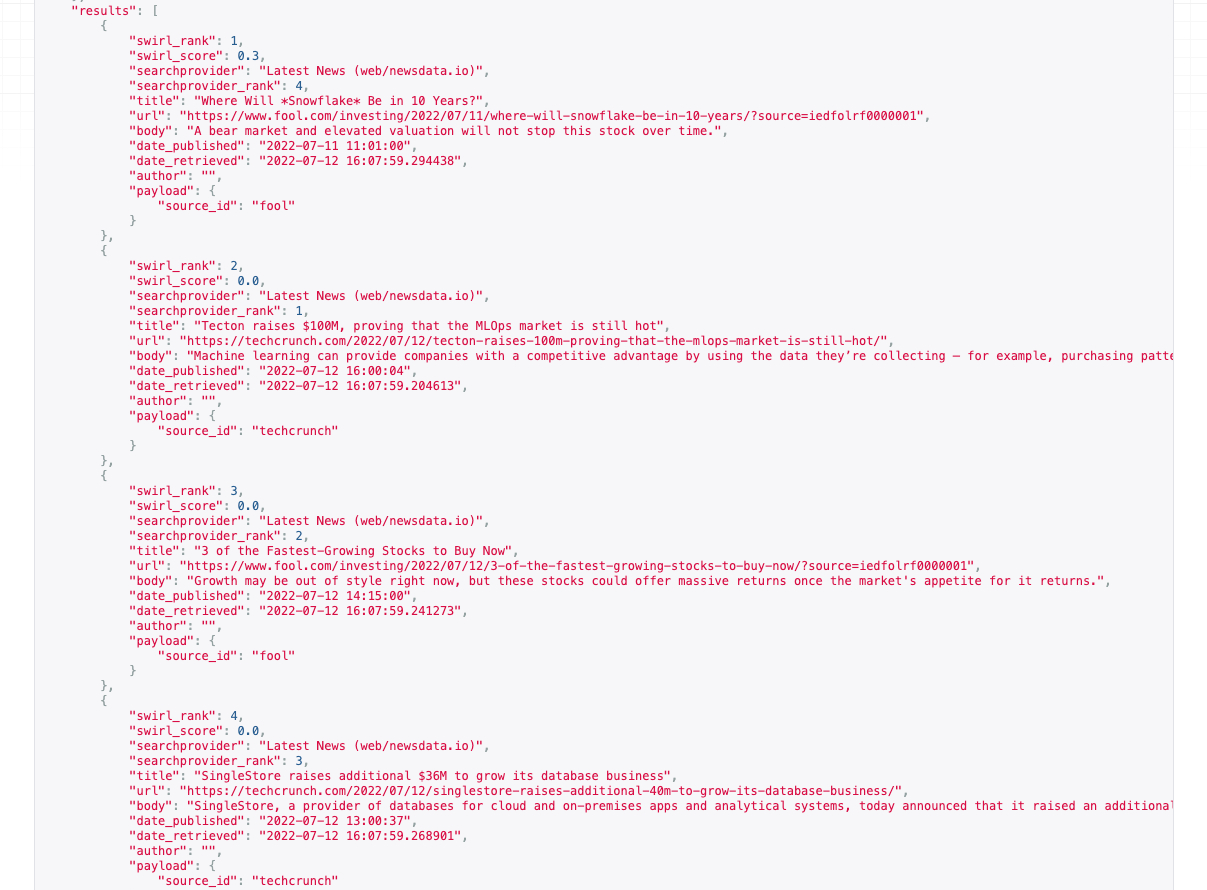 "results": [
{
"swirl_rank": 1,
"swirl_score": 0.3,
"searchprovider": "Latest News (web/newsdata.io)",
"searchprovider_rank": 4,
"title": "Where Will *Snowflake* Be in 10 Years?",
"url": "https://www.fool.com/investing/2022/07/11/where-will-snowflake-be-in-10-years/?source=iedfolrf0000001",
"body": "A bear market and elevated valuation will not stop this stock over time.",
"date_published": "2022-07-11 11:01:00",
"date_retrieved": "2022-07-12 16:07:59.294438",
"author": "",
"payload": {
"source_id": "fool"
}
},
{
"swirl_rank": 2,
"swirl_score": 0.0,
"searchprovider": "Latest News (web/newsdata.io)",
"searchprovider_rank": 1,
"title": "Tecton raises $100M, proving that the MLOps market is still hot",
"url": "https://techcrunch.com/2022/07/12/tecton-raises-100m-proving-that-the-mlops-market-is-still-hot/",
"body": "Machine learning can provide companies with a competitive advantage by using the data they’re collecting — for example, purchasing patte
"date_published": "2022-07-12 16:00:04",
"date_retrieved": "2022-07-12 16:07:59.204613",
"author": "",
"payload": {
"source_id": "techcrunch"
}
},
{
"swirl_rank": 3,
"swirl_score": 0.0,
"searchprovider": "Latest News (web/newsdata.io)",
"searchprovider_rank": 2,
"title": "3 of the Fastest-Growing Stocks to Buy Now",
"url": "https://www.fool.com/investing/2022/07/12/3-of-the-fastest-growing-stocks-to-buy-now/?source=iedfolrf0000001",
"body": "Growth may be out of style right now, but these stocks could offer massive returns once the market's appetite for it returns.",
"date_published": "2022-07-12 14:15:00",
"date_retrieved": "2022-07-12 16:07:59.241273",
"author": "",
"payload": {
"source_id": "fool"
}
},
{
"swirl_rank": 4,
"swirl_score": 0.0,
"searchprovider": "Latest News (web/newsdata.io)",
"searchprovider_rank": 3,
"title": "SingleStore raises additional $36M to grow its database business",
"url": "https://techcrunch.com/2022/07/12/singlestore-raises-additional-40m-to-grow-its-database-business/",
"body": "SingleStore, a provider of databases for cloud and on-premises apps and analytical systems, today announced that it raised an additional
"date_published": "2022-07-12 13:00:37",
"date_retrieved": "2022-07-12 16:07:59.268901",
"author": "",
"payload": {
"source_id": "techcrunch"